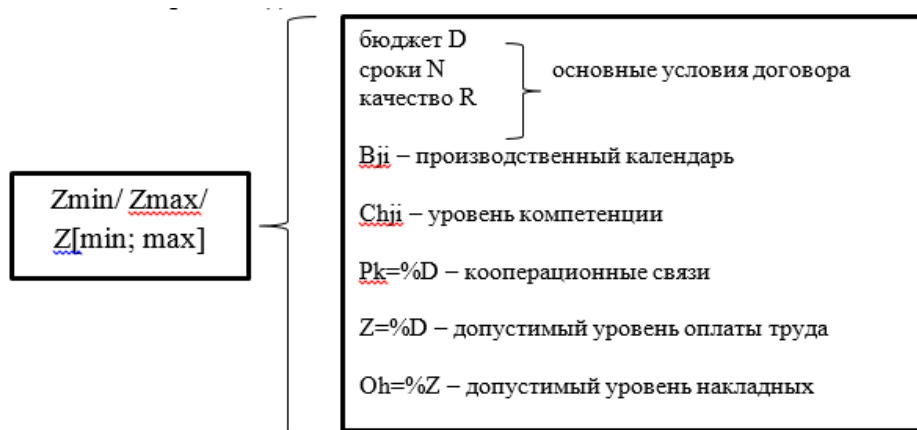 Zmin/ Zmax/
Z[min; max]
бюджет D
сроки N
качество R
основные условия договора
Bji – производственный календарь
Chji – уровень компетенции
Pk=%D – кооперационные связи
Z=%D – допустимый уровень оплаты труда
Oh=%Z – допустимый уровень накладных